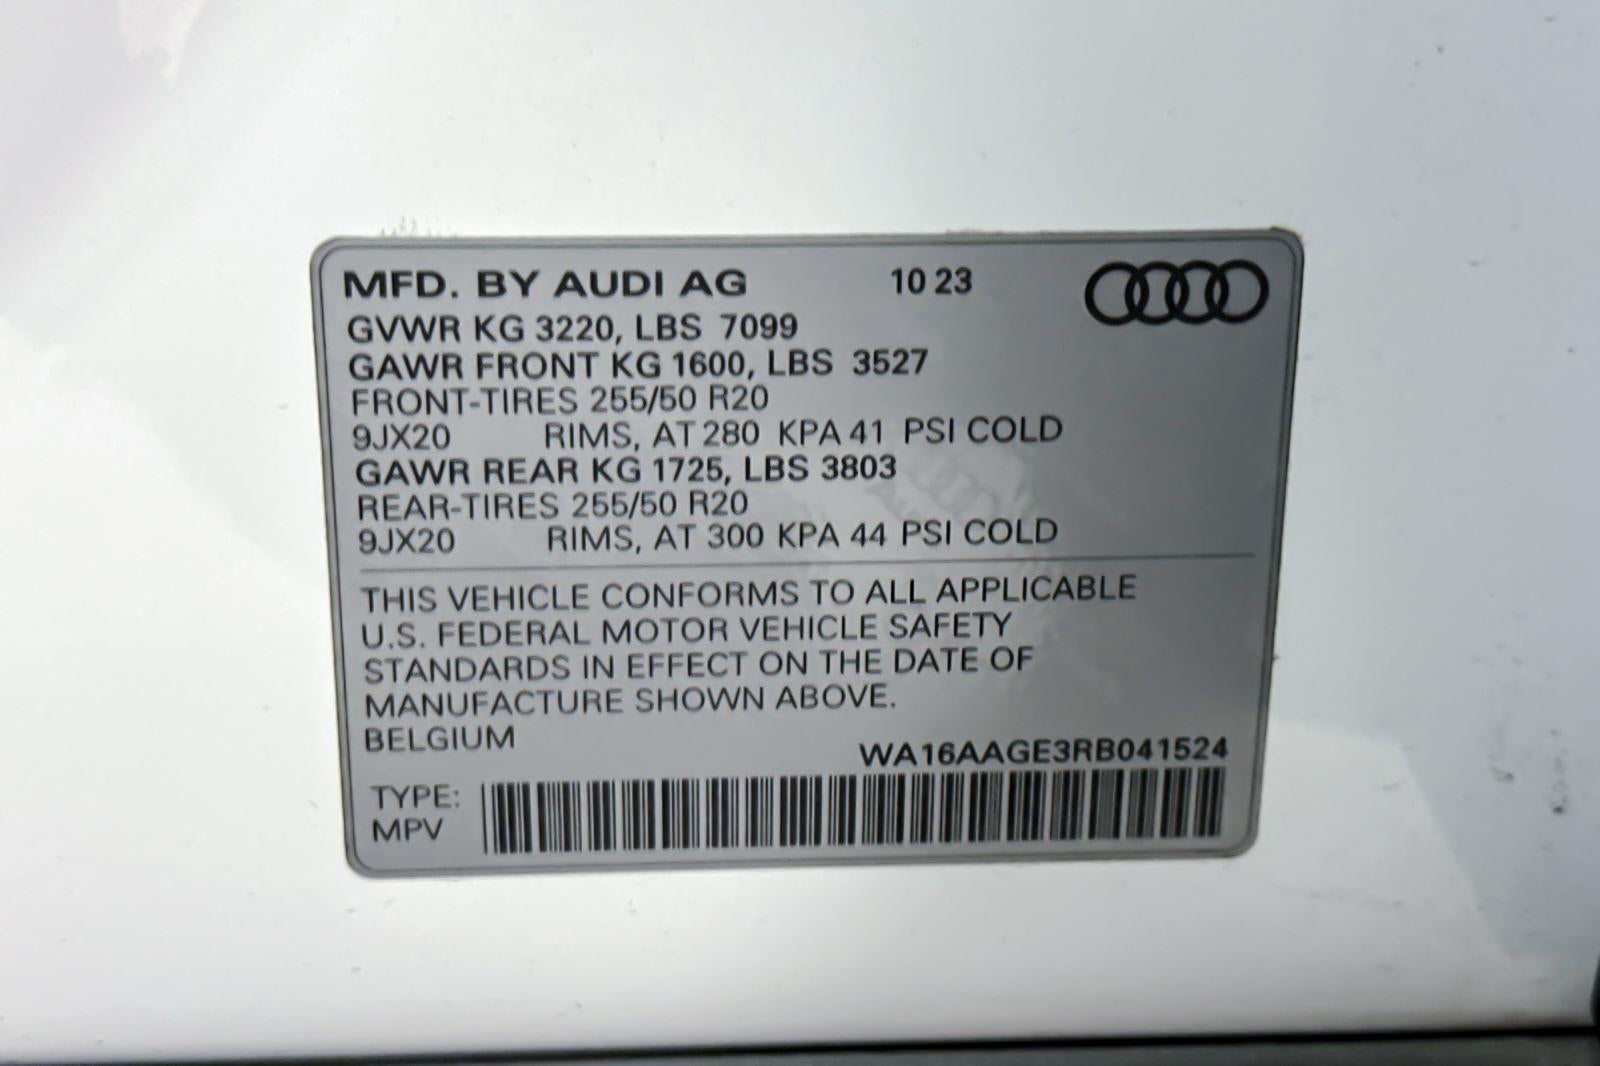 MFD. BY AUDI AG 10 23
GVWR KG 3220, LBS 7099
GAWR FRONT KG 1600, LBS 3527
FRONT-TIRES 255/50 R20
9JX20 RIMS, AT 280 KPA 41 PSI COLD
GAWR REAR KG 1725, LBS 3803
REAR-TIRES 255/50 R20
9JX20 RIMS, AT 300 KPA 44 PSI COLD
THIS VEHICLE CONFORMS TO ALL APPLICABLE
U.S. FEDERAL MOTOR VEHICLE SAFETY
STANDARDS IN EFFECT ON THE DATE OF
MANUFACTURE SHOWN ABOVE.
BELGIUM
WA16AAGE3RB041524
TYPE:
MPV